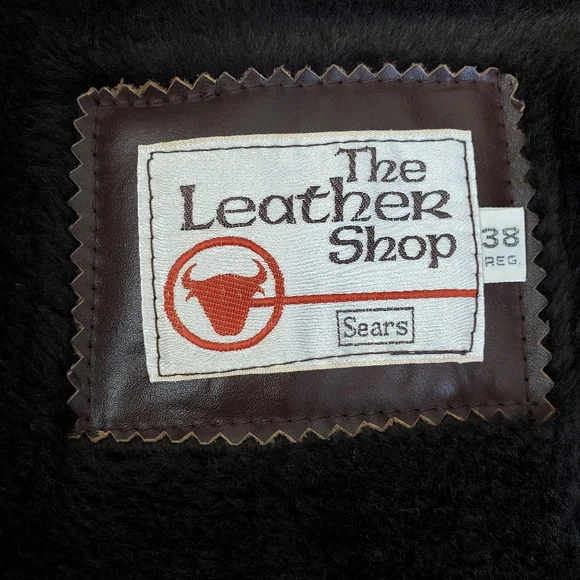 The
Leather
Shop
Sears
38
REG.